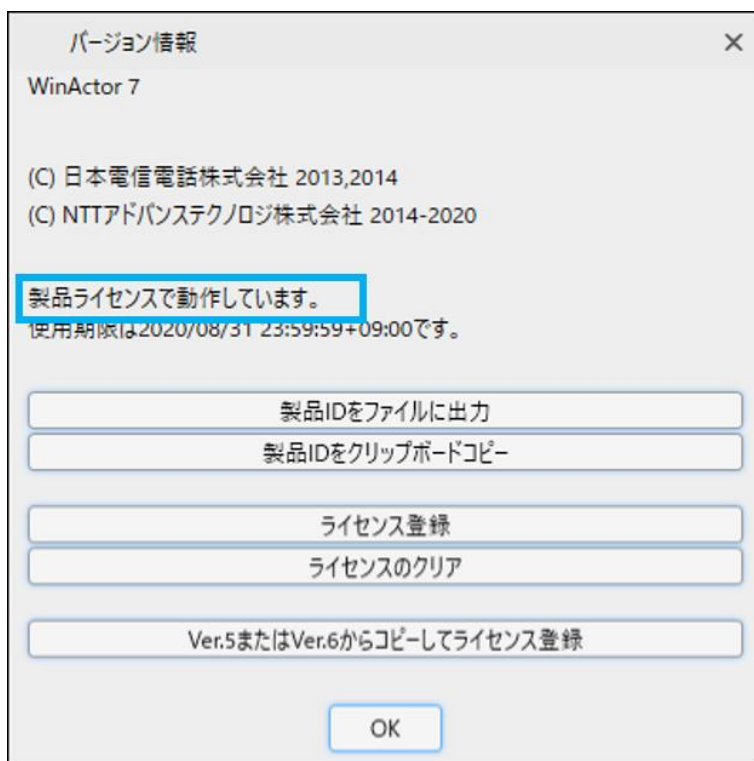 バージョン情報
WinActor 7
(C) 日本電信電話株式会社 2013,2014
(C) NTTアドバンステクノロジ株式会社 2014-2020
製品ライセンスで動作しています。
使用期限は2020/08/31 23:59:59+09:00です。
製品IDをファイルに出力
製品IDをクリップボードコピー
ライセンス登録
ライセンスのクリア
Ver.5またはVer.6からコピーしてライセンス登録
OK